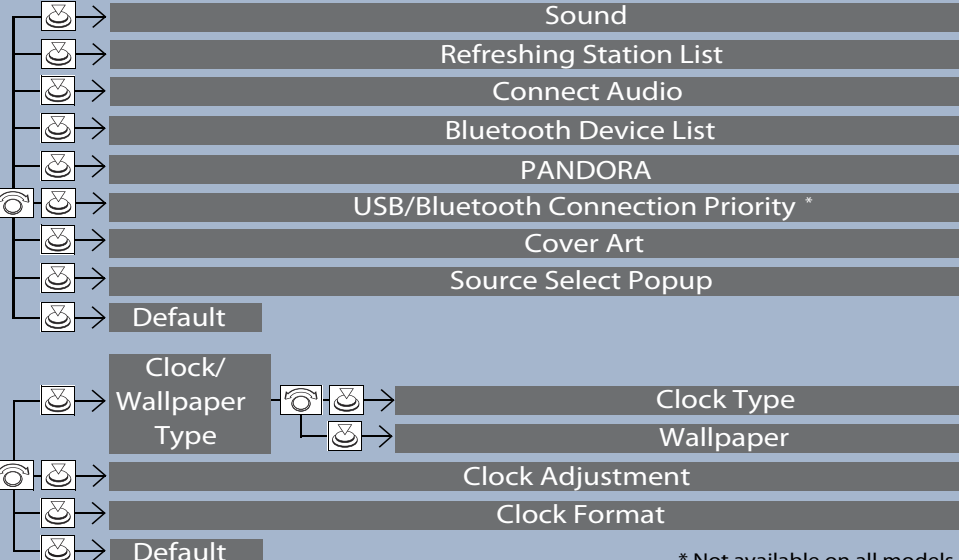 Sound
Refreshing Station List
Connect Audio
Bluetooth Device List
PANDORA
USB/Bluetooth Connection Priority *
Cover Art
Source Select Popup
Default
Clock/
Wallpaper
Type
Clock Type
Wallpaper
Clock Adjustment
Clock Format
Default
* Not available on all models